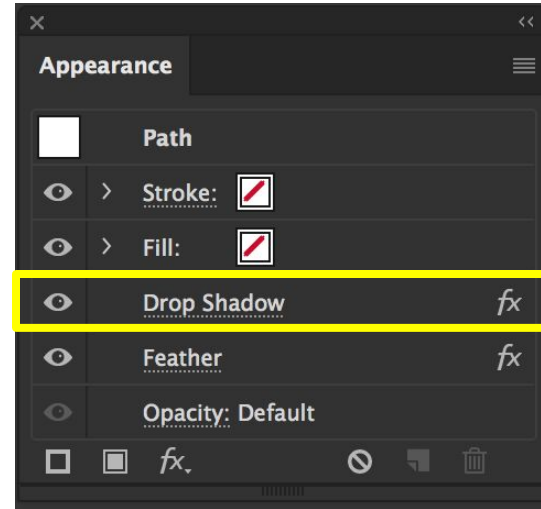 Appearance
Path
Stroke:
Fill:
Drop Shadow fx
Feather fx
Opacity: Default
fx.